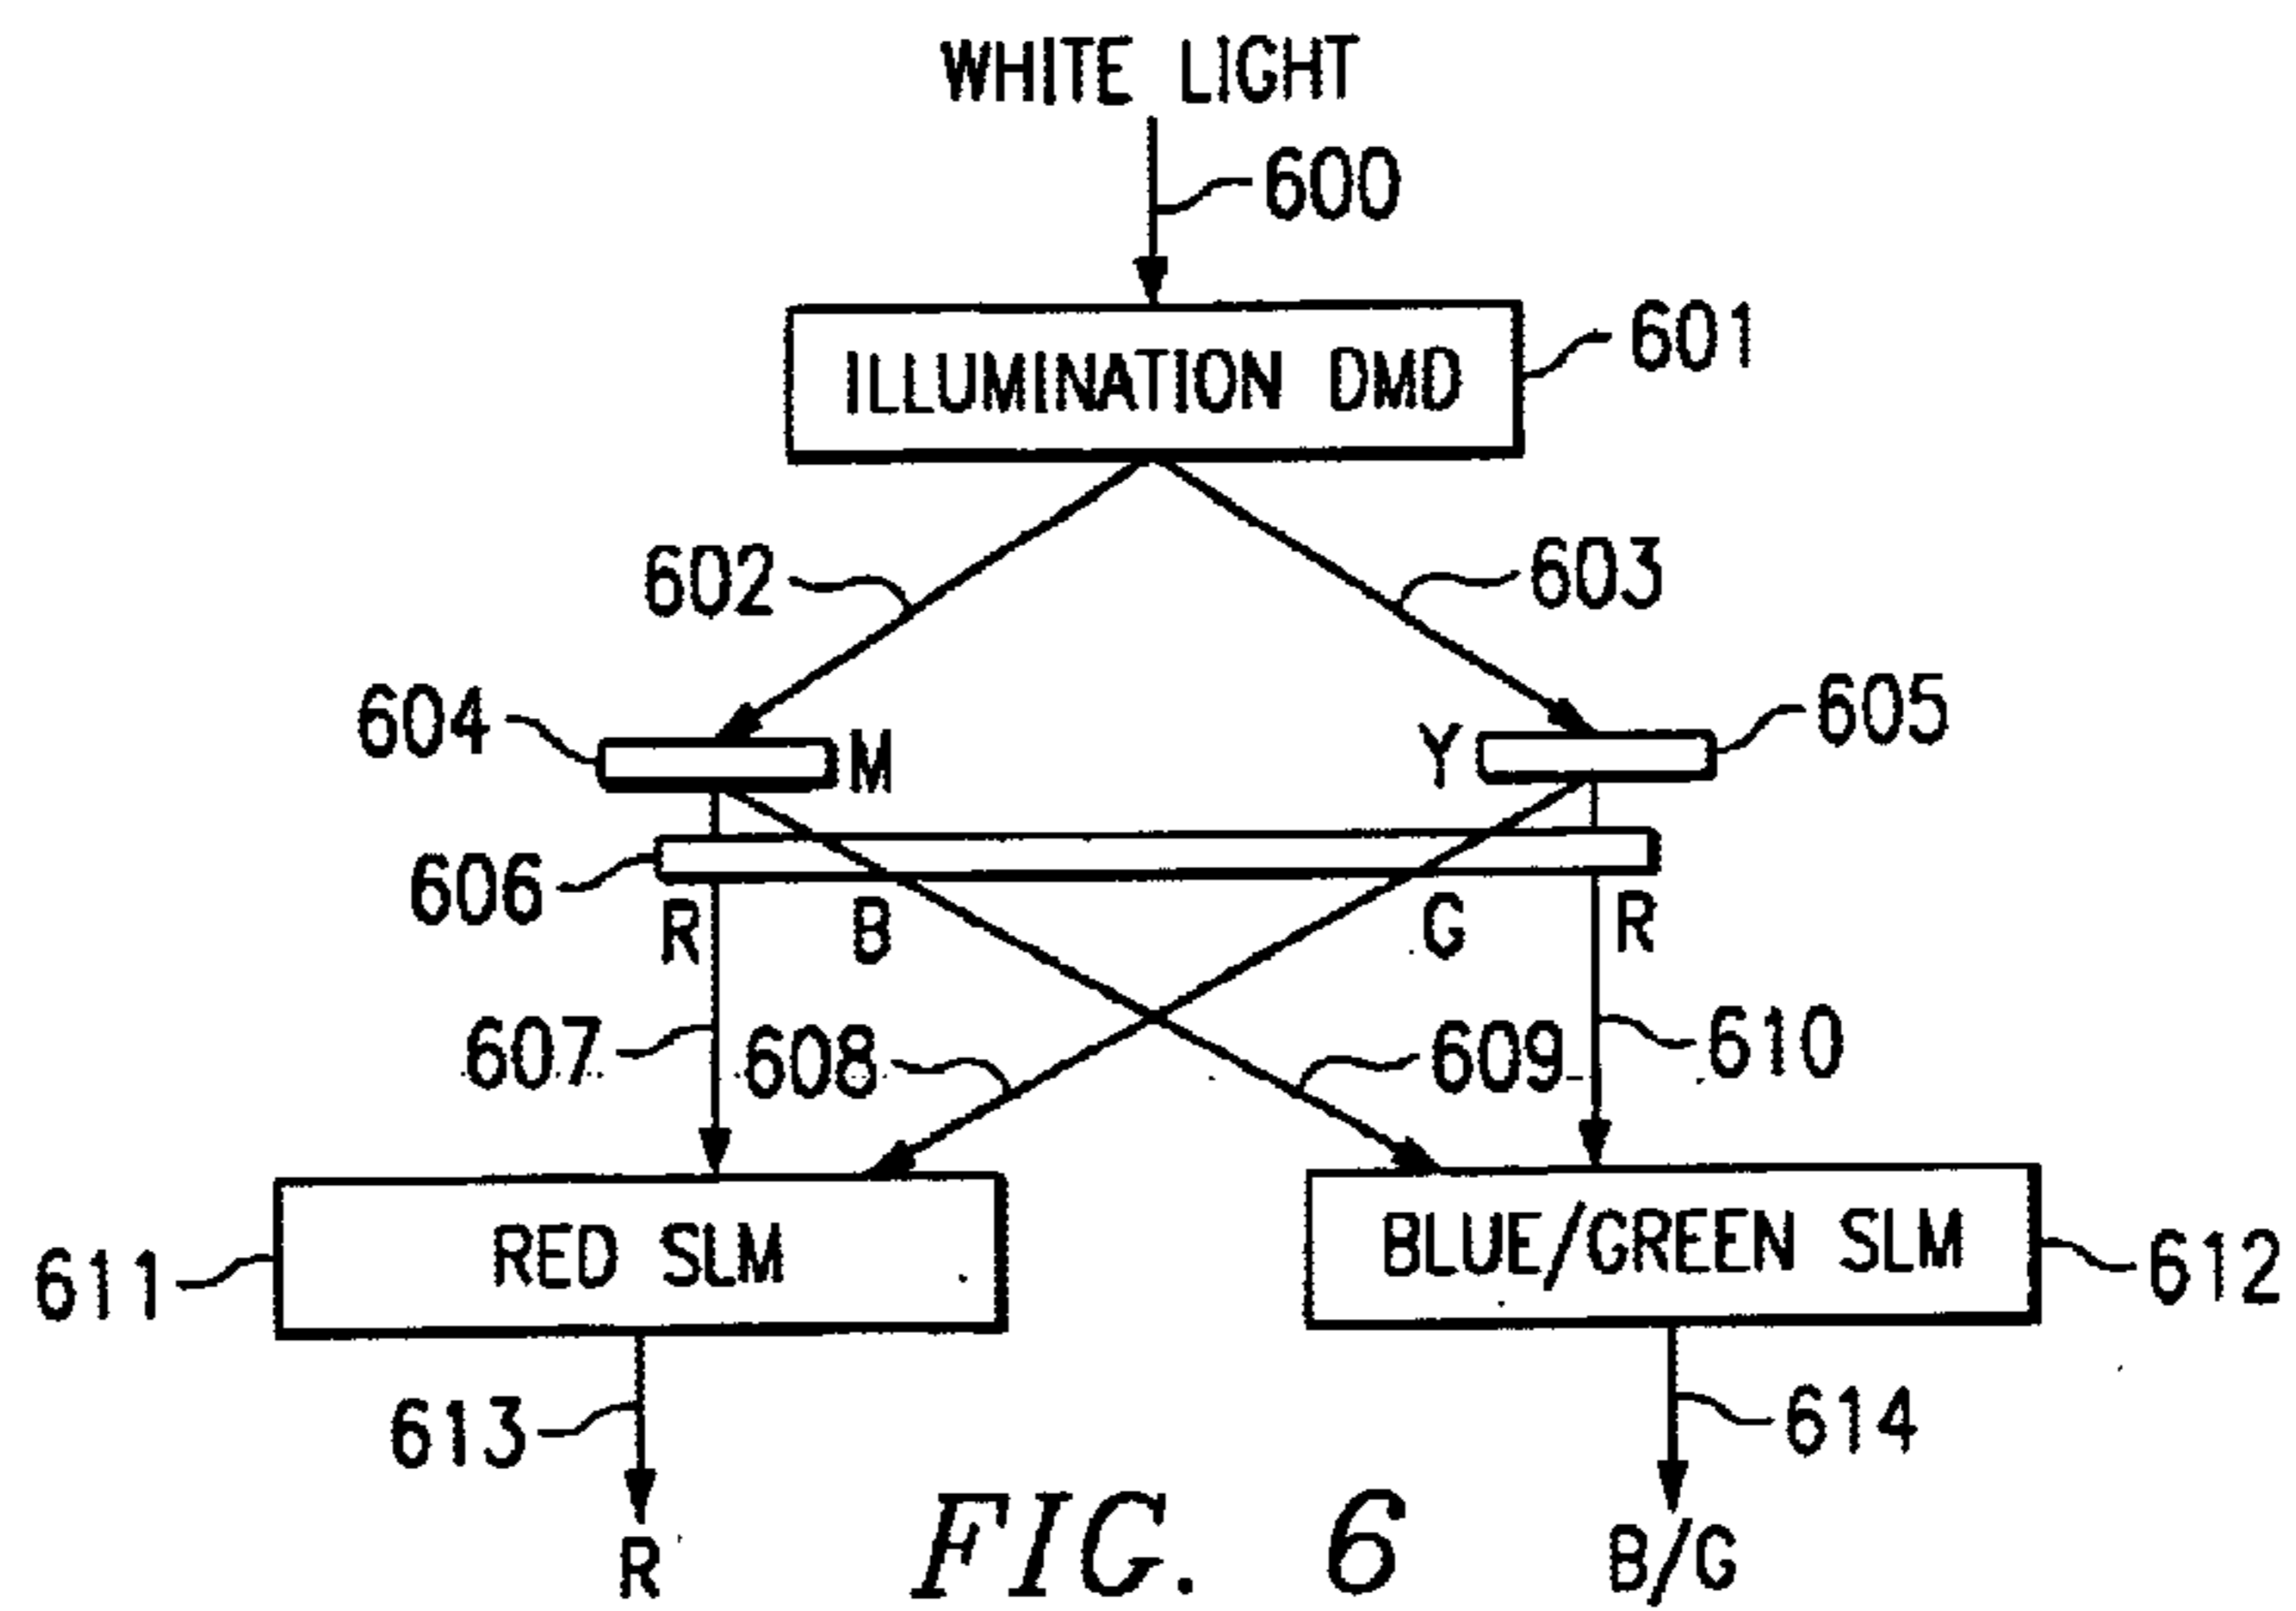 WHITE LIGHT
600
ILLUMINATION DMD
601
602
603
604
M
Y
605
606
R
B
G
R
607
608
609
610
RED SLM
BLUE/GREEN SLM
611
612
613
614
R
B/G
FIG. 6